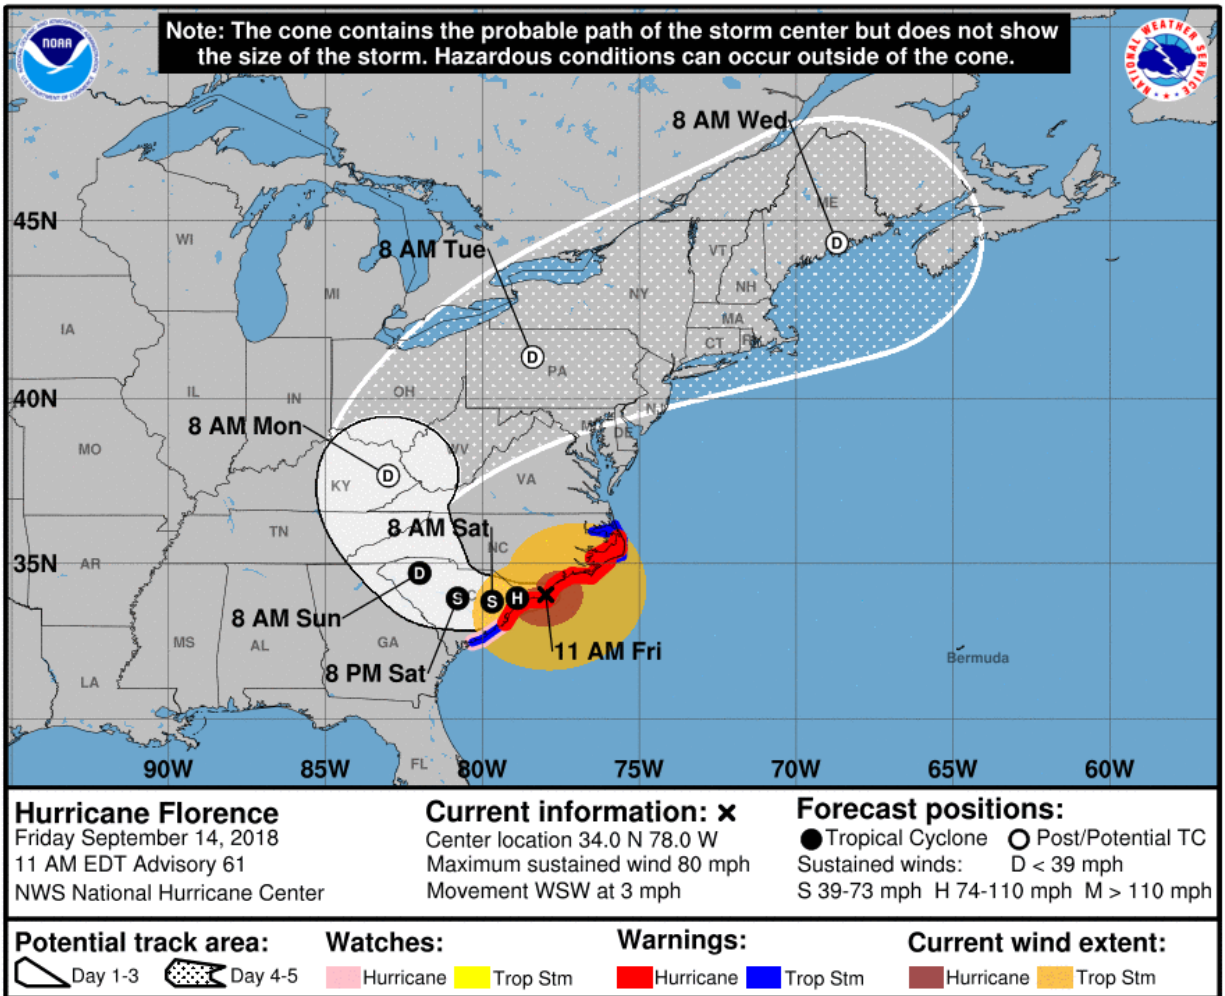 Note: The cone contains the probable path of the storm center but does not show
the size of the storm. Hazardous conditions can occur outside of the cone.
NOAA
NATIONAL WEATHER SERVICE
8 AM Wed
ME
45N
WI
8 AM Tue
VT
MI
NY
NH
IA
MA
CT
D
D
PA
40N
IL
IN
OH
NJ
8 AM Mon
DE
MO
WV
D
KY
VA
8 AM Sat
TN
NC
35N
AR
D
S
S
H
8 AM Sun
MS
AL
GA
11 AM Fri
Bermuda
8 PM Sat
LA
FL
90W 85W 80W 75W 70W 65W 60W
Hurricane Florence
Friday September 14, 2018
11 AM EDT Advisory 61
NWS National Hurricane Center
Current information: ×
Center location 34.0 N 78.0 W
Maximum sustained wind 80 mph
Movement WSW at 3 mph
Forecast positions:
Tropical Cyclone Post/Potential TC
Sustained winds: D < 39 mph
S 39-73 mph H 74-110 mph M > 110 mph
Potential track area:
Day 1-3 Day 4-5
Watches:
Hurricane Trop Stm
Warnings:
Hurricane Trop Stm
Current wind extent:
Hurricane Trop Stm